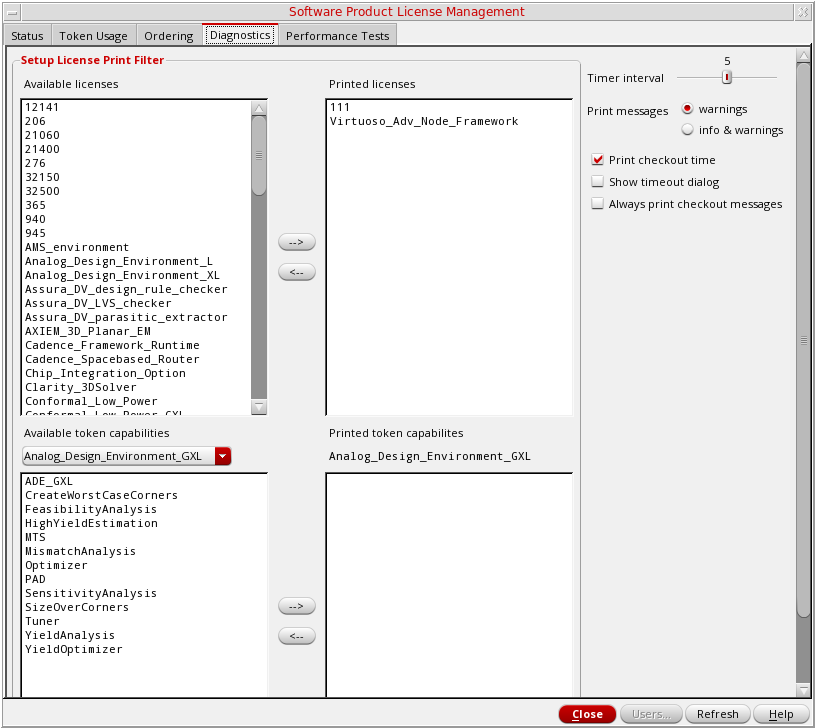 Software Product License Management
Status Token Usage Ordering Diagnostics Performance Tests
Setup License Print Filter
Available licenses
12141
206
21060
21400
276
32150
32500
365
940
945
AMS_environment
Analog_Design_Environment_L
Analog_Design_Environment_XL
Assura_DV_design_rule_checker
Assura_DV_LVS_checker
Assura_DV_parasitic_extractor
AXIEM_3D_Planar_EM
Cadence_Framework_Runtime
Cadence_Spacebased_Router
Chip_Integration_Option
Clarity_3DSolver
Conformal_Low_Power
Conformal_Low_Power_GXL
-->
<--
Printed licenses
111
Virtuoso_Adv_Node_Framework
Available token capabilities
Analog_Design_Environment_GXL
ADE_GXL
CreateWorstCaseCorners
FeasibilityAnalysis
HighYieldEstimation
MTS
MismatchAnalysis
Optimizer
PAD
SensitivityAnalysis
SizeOverCorners
Tuner
YieldAnalysis
YieldOptimizer
-->
<--
Printed token capabilites
Analog_Design_Environment_GXL
5
Timer interval
Print messages
warnings
info & warnings
Print checkout time
Show timeout dialog
Always print checkout messages
Close Users... Refresh Help